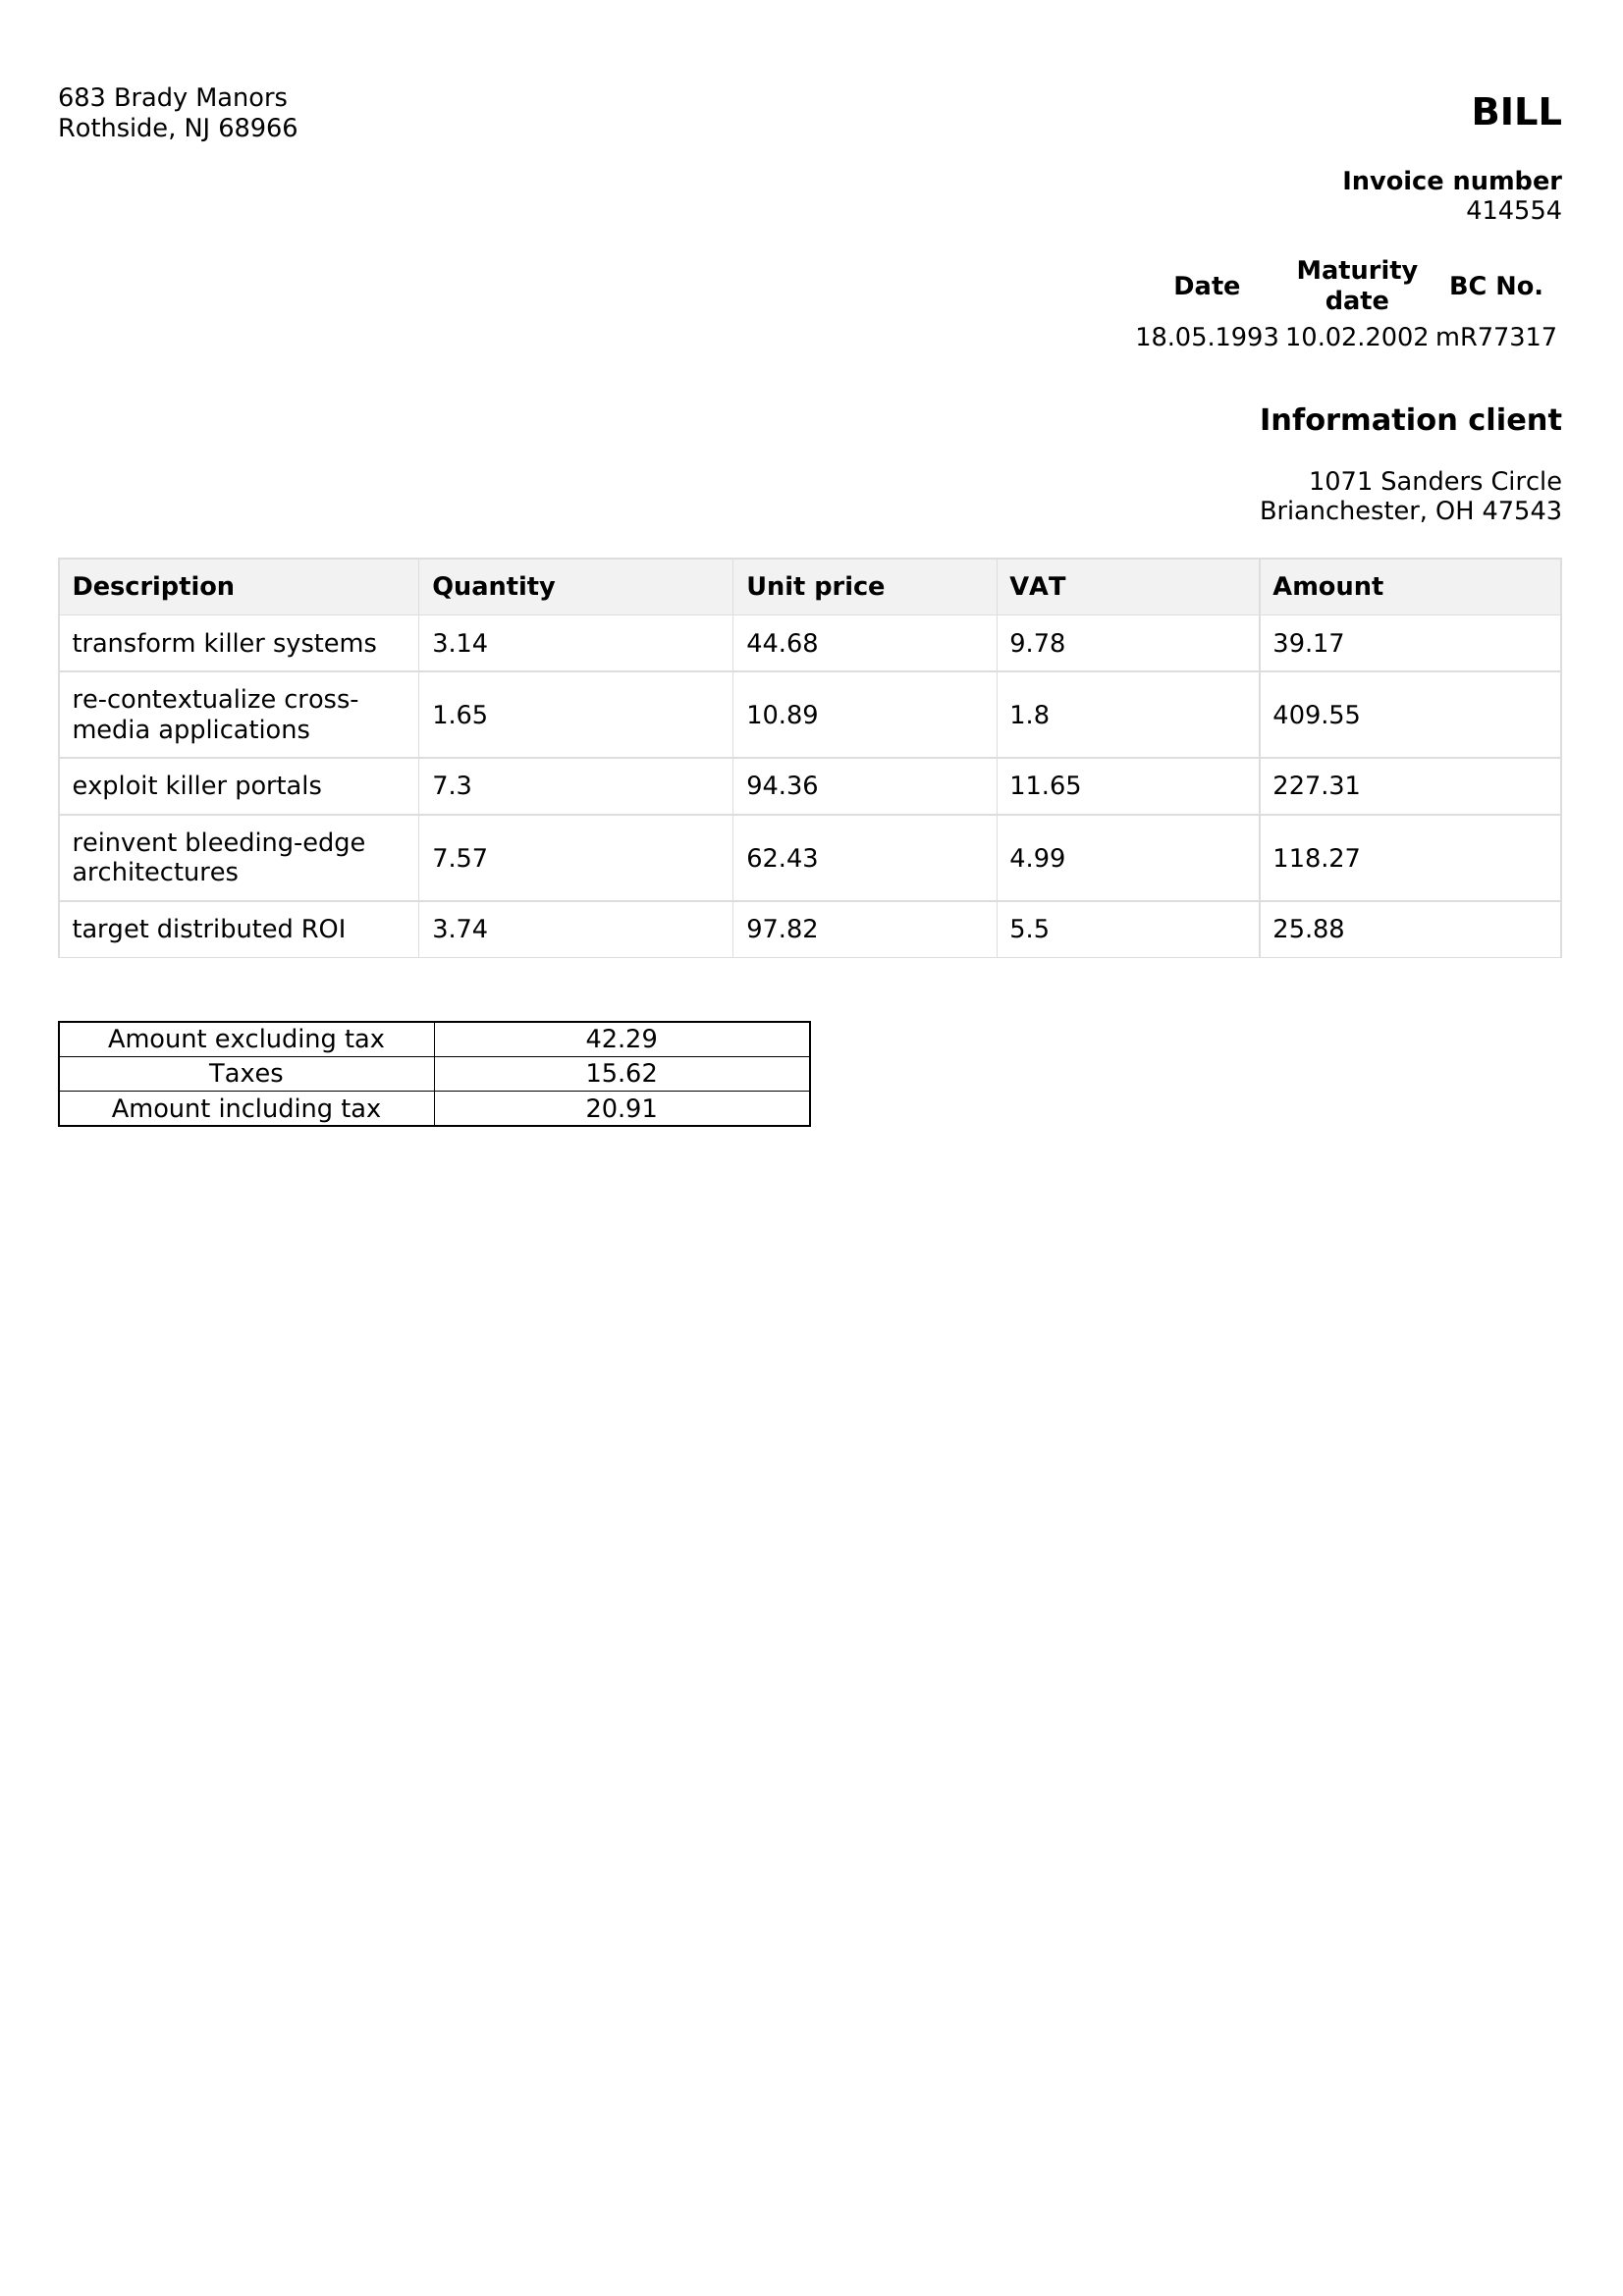 683 Brady Manors
Rothside, NJ 68966
BILL
Invoice number
414554
Date Maturity date BC No.
18.05.1993 10.02.2002 mR77317
Information client
1071 Sanders Circle
Brianchester, OH 47543
Description Quantity Unit price VAT Amount
transform killer systems 3.14 44.68 9.78 39.17
re-contextualize cross-
media applications 1.65 10.89 1.8 409.55
exploit killer portals 7.3 94.36 11.65 227.31
reinvent bleeding-edge
architectures 7.57 62.43 4.99 118.27
target distributed ROI 3.74 97.82 5.5 25.88
Amount excluding tax 42.29
Taxes 15.62
Amount including tax 20.91